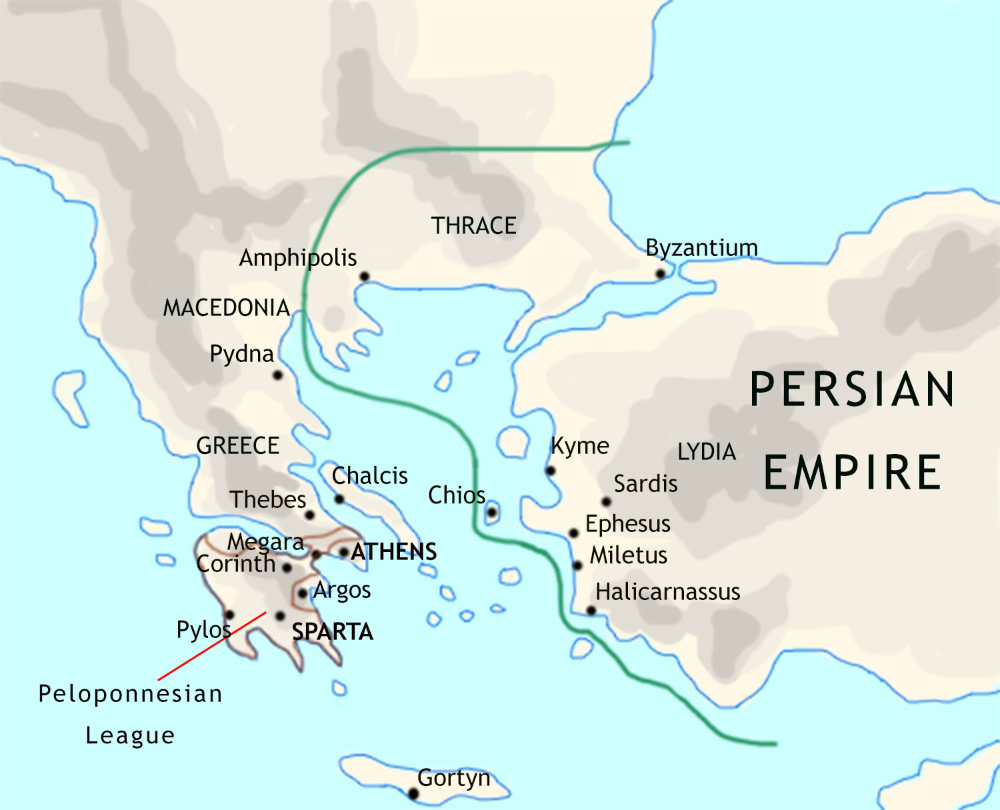 THRACE
Byzantium
Amphipolis
MACEDONIA
Pydna
PERSIAN
EMPIRE
GREECE
Kyme
LYDIA
Chalcis
Sardis
Thebes
Chios
Ephesus
Megara
ATHENS
Miletus
Corinth
Argos
Halicarnassus
Pylos
SPARTA
Peloponnesian
League
Gortyn